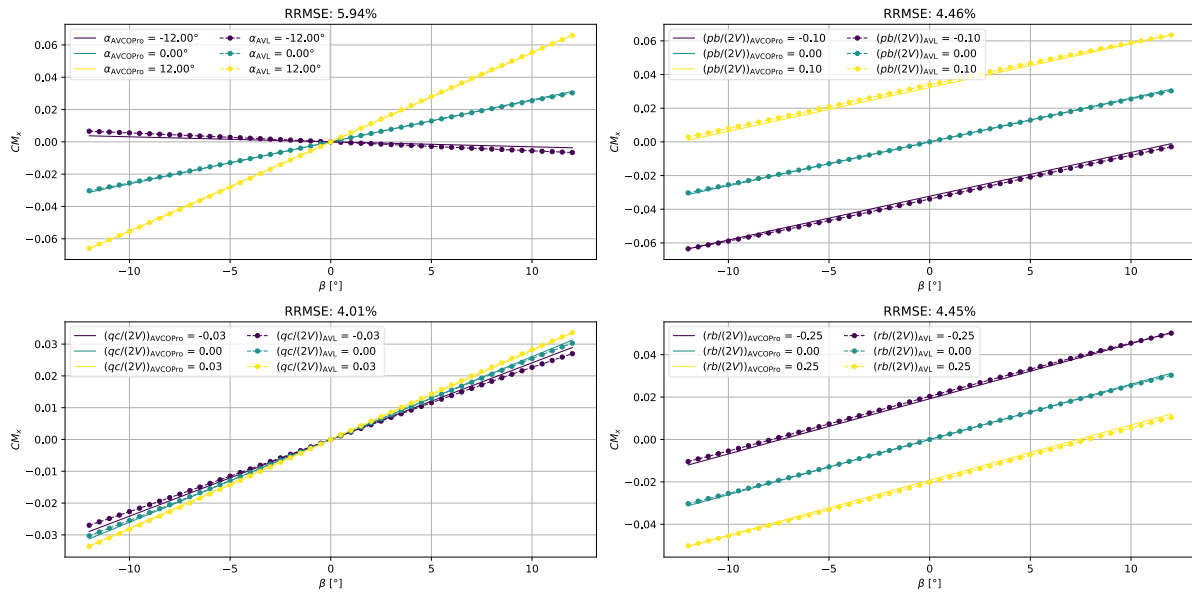 RRMSE: 5.94%
α_AVCOPro = -12.00° α_AVL = -12.00°
α_AVCOPro = 0.00° α_AVL = 0.00°
α_AVCOPro = 12.00° α_AVL = 12.00°
0.06
0.04
0.02
0.00
−0.02
−0.04
−0.06
CM_x
−10 −5 0 5 10
β [°]
RRMSE: 4.46%
(pb/(2V))_AVCOPro = -0.10 (pb/(2V))_AVL = -0.10
(pb/(2V))_AVCOPro = 0.00 (pb/(2V))_AVL = 0.00
(pb/(2V))_AVCOPro = 0.10 (pb/(2V))_AVL = 0.10
0.06
0.04
0.02
0.00
−0.02
−0.04
−0.06
CM_x
−10 −5 0 5 10
β [°]
RRMSE: 4.01%
(qc/(2V))_AVCOPro = -0.03 (qc/(2V))_AVL = -0.03
(qc/(2V))_AVCOPro = 0.00 (qc/(2V))_AVL = 0.00
(qc/(2V))_AVCOPro = 0.03 (qc/(2V))_AVL = 0.03
0.03
0.02
0.01
0.00
−0.01
−0.02
−0.03
CM_x
−10 −5 0 5 10
β [°]
RRMSE: 4.45%
(rb/(2V))_AVCOPro = -0.25 (rb/(2V))_AVL = -0.25
(rb/(2V))_AVCOPro = 0.00 (rb/(2V))_AVL = 0.00
(rb/(2V))_AVCOPro = 0.25 (rb/(2V))_AVL = 0.25
0.04
0.02
0.00
−0.02
−0.04
CM_x
−10 −5 0 5 10
β [°]